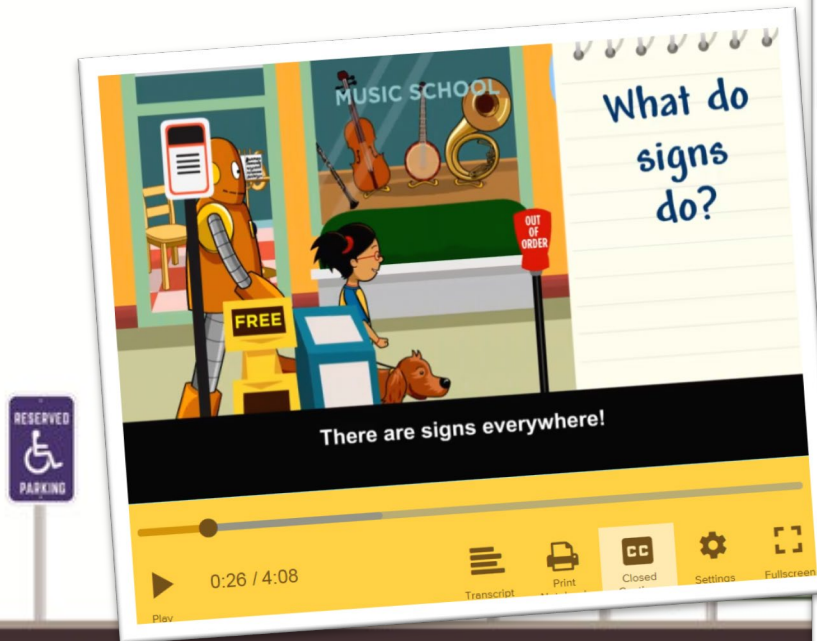 MUSIC SCHOOL
What do
signs
do?
OUT
OF
ORDER
FREE
There are signs everywhere!
RESERVED
PARKING
0:26 / 4:08
Play
Transcript
Print
CC
Closed
Settings
Fullscreen